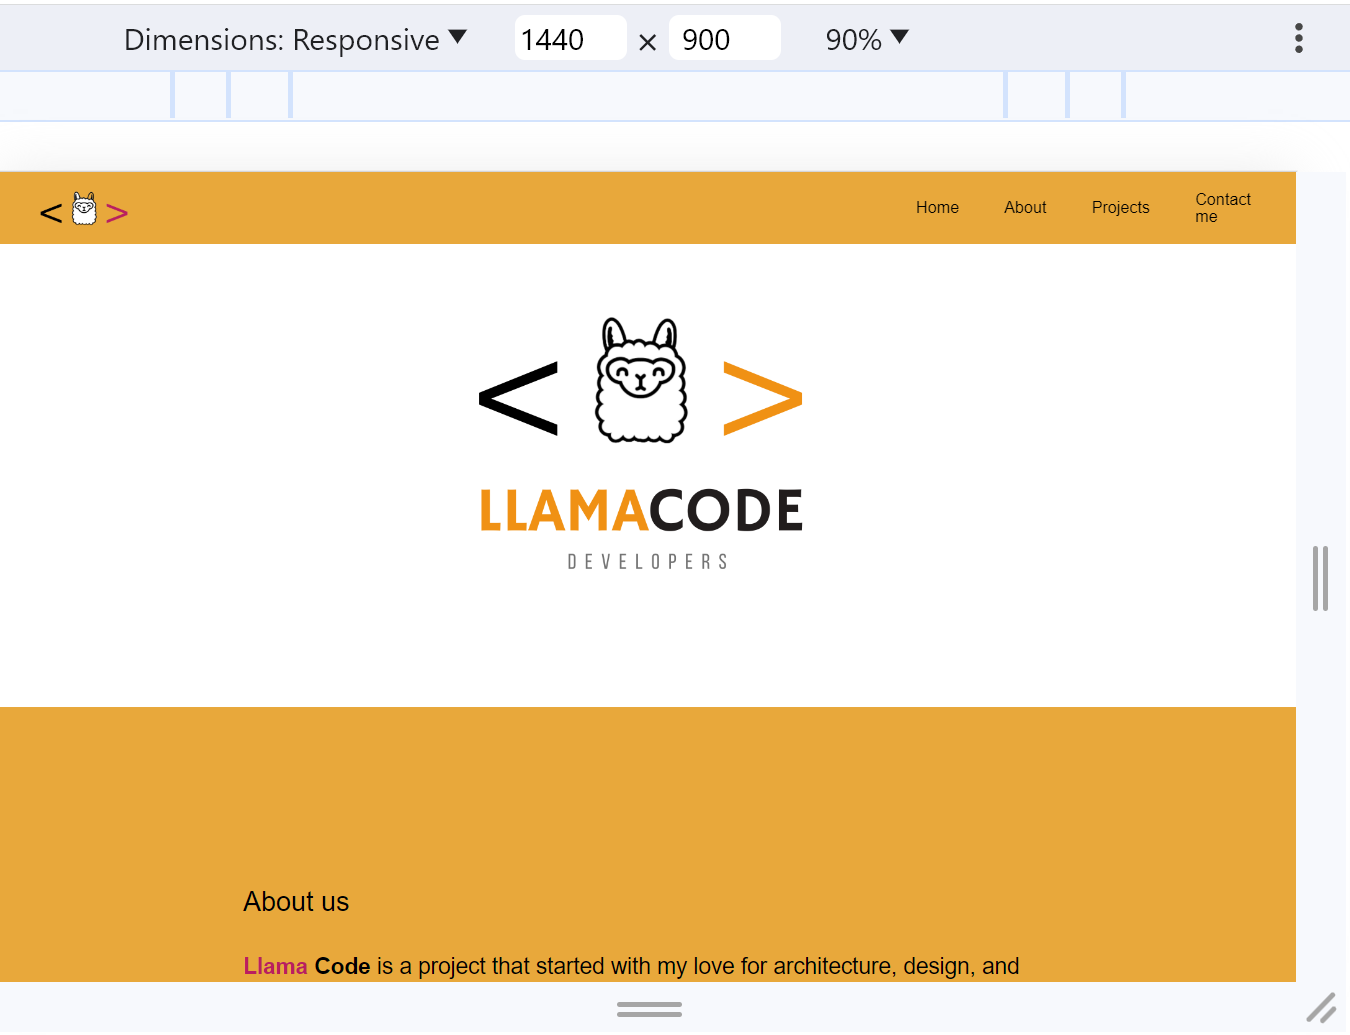 Dimensions: Responsive 1440 × 900 90%
< >
Home About Projects Contact me
< >
LLAMACODE
DEVELOPERS
About us
Llama Code is a project that started with my love for architecture, design, and